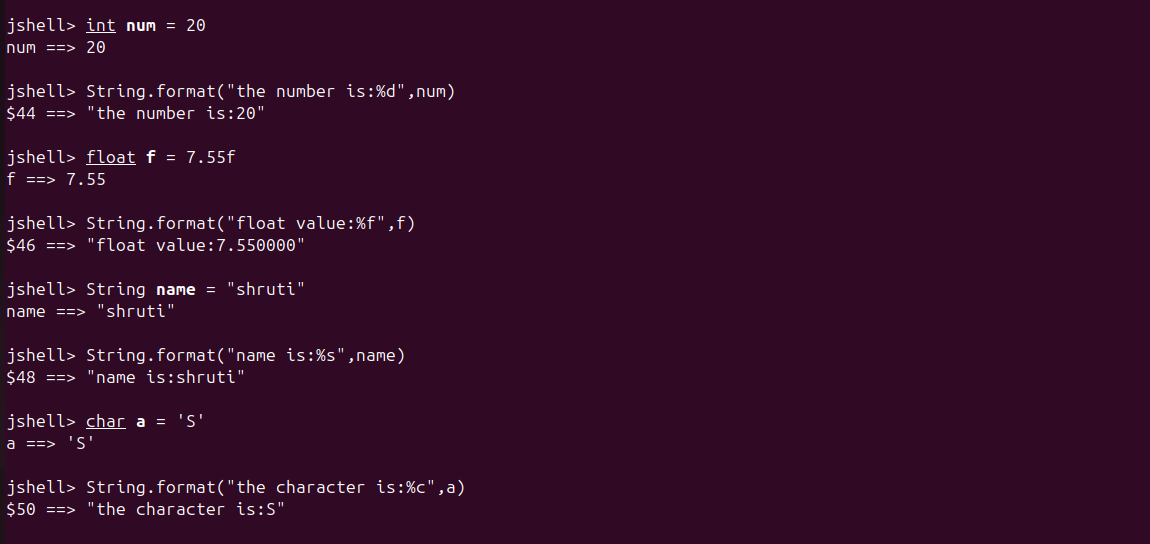 jshell> int num = 20
num ==> 20
jshell> String.format("the number is:%d",num)
$44 ==> "the number is:20"
jshell> float f = 7.55f
f ==> 7.55
jshell> String.format("float value:%f",f)
$46 ==> "float value:7.550000"
jshell> String name = "shruti"
name ==> "shruti"
jshell> String.format("name is:%s",name)
$48 ==> "name is:shruti"
jshell> char a = 'S'
a ==> 'S'
jshell> String.format("the character is:%c",a)
$50 ==> "the character is:S"